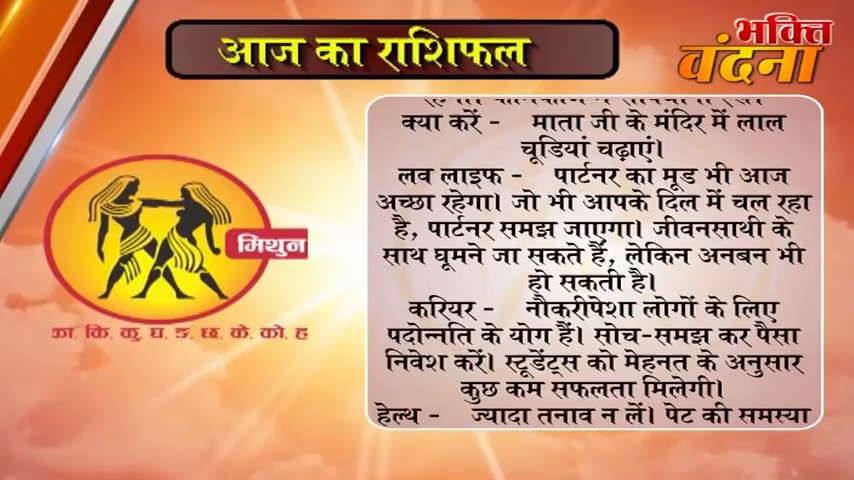 आज का राशिफल
भक्ति
वंदना
क्या करें - माता जी के मंदिर में लाल
चूडियां चढ़ाएं।
लव लाइफ - पार्टनर का मूड भी आज
अच्छा रहेगा। जो भी आपके दिल में चल रहा
है, पार्टनर समझ जाएगा। जीवनसाथी के
साथ घूमने जा सकते हैं, लेकिन अनबन भी
हो सकती है।
करियर - नौकरीपेशा लोगों के लिए
पदोन्नति के योग हैं। सोच-समझ कर पैसा
निवेश करें। स्टूडेंट्स को मेहनत के अनुसार
कुछ कम सफलता मिलेगी।
हेल्थ - ज्यादा तनाव न लें। पेट की समस्या
मिथुन
का, कि, कु, घ, ङ, छ, के, को, ह